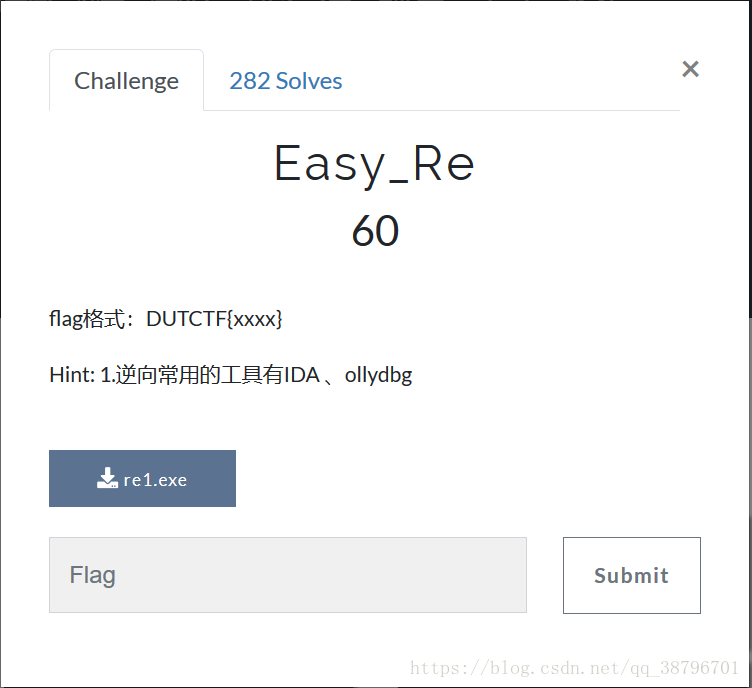 Challenge
282 Solves
×
Easy_Re
60
flag格式：DUTCTF{xxxx}
Hint: 1.逆向常用的工具有IDA 、ollydbg
re1.exe
Flag
Submit
https://blog.csdn.net/qq_38796701